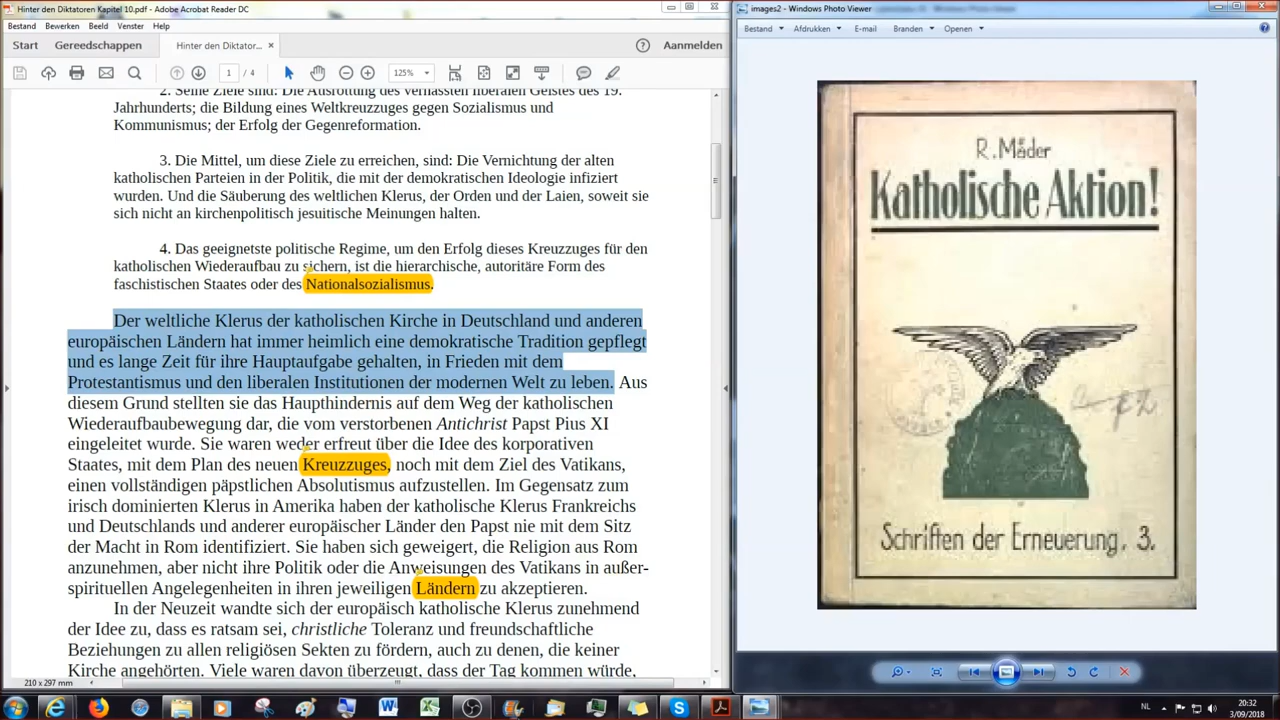 Hinter den Diktatoren Kapitel 10.pdf - Adobe Acrobat Reader DC
Bestand Bewerken Beeld Venster Help
Start Gereedschappen Hinter den Diktator... × Aanmelden
1 / 4 125%
2. Seine Ziele sind: Die Ausrottung des verhassten liberalen Geistes des 19.
Jahrhunderts; die Bildung eines Weltkreuzzuges gegen Sozialismus und
Kommunismus; der Erfolg der Gegenreformation.
3. Die Mittel, um diese Ziele zu erreichen, sind: Die Vernichtung der alten
katholischen Parteien in der Politik, die mit der demokratischen Ideologie infiziert
wurden. Und die Säuberung des weltlichen Klerus, der Orden und der Laien, soweit sie
sich nicht an kirchenpolitisch jesuitische Meinungen halten.
4. Das geeignetste politische Regime, um den Erfolg dieses Kreuzzuges für den
katholischen Wiederaufbau zu sichern, ist die hierarchische, autoritäre Form des
faschistischen Staates oder des Nationalsozialismus.
Der weltliche Klerus der katholischen Kirche in Deutschland und anderen
europäischen Ländern hat immer heimlich eine demokratische Tradition gepflegt
und es lange Zeit für ihre Hauptaufgabe gehalten, in Frieden mit dem
Protestantismus und den liberalen Institutionen der modernen Welt zu leben. Aus
diesem Grund stellten sie das Haupthindernis auf dem Weg der katholischen
Wiederaufbaubewegung dar, die vom verstorbenen Antichrist Papst Pius XI
eingeleitet wurde. Sie waren weder erfreut über die Idee des korporativen
Staates, mit dem Plan des neuen Kreuzzuges, noch mit dem Ziel des Vatikans,
einen vollständigen päpstlichen Absolutismus aufzustellen. Im Gegensatz zum
irisch dominierten Klerus in Amerika haben der katholische Klerus Frankreichs
und Deutschlands und anderer europäischer Länder den Papst nie mit dem Sitz
der Macht in Rom identifiziert. Sie haben sich geweigert, die Religion aus Rom
anzunehmen, aber nicht ihre Politik oder die Anweisungen des Vatikans in außer-
spirituellen Angelegenheiten in ihren jeweiligen Ländern zu akzeptieren.
In der Neuzeit wandte sich der europäisch katholische Klerus zunehmend
der Idee zu, dass es ratsam sei, christliche Toleranz und freundschaftliche
Beziehungen zu allen religiösen Sekten zu fördern, auch zu denen, die keiner
Kirche angehörten. Viele waren davon überzeugt, dass der Tag kommen würde,
210 x 297 mm
images2 - Windows Photo Viewer
Bestand Afdrukken E-mail Branden Openen
R. Mäder
Katholische Aktion!
Schriften der Erneuerung. 3.
NL 20:32
3/09/2018